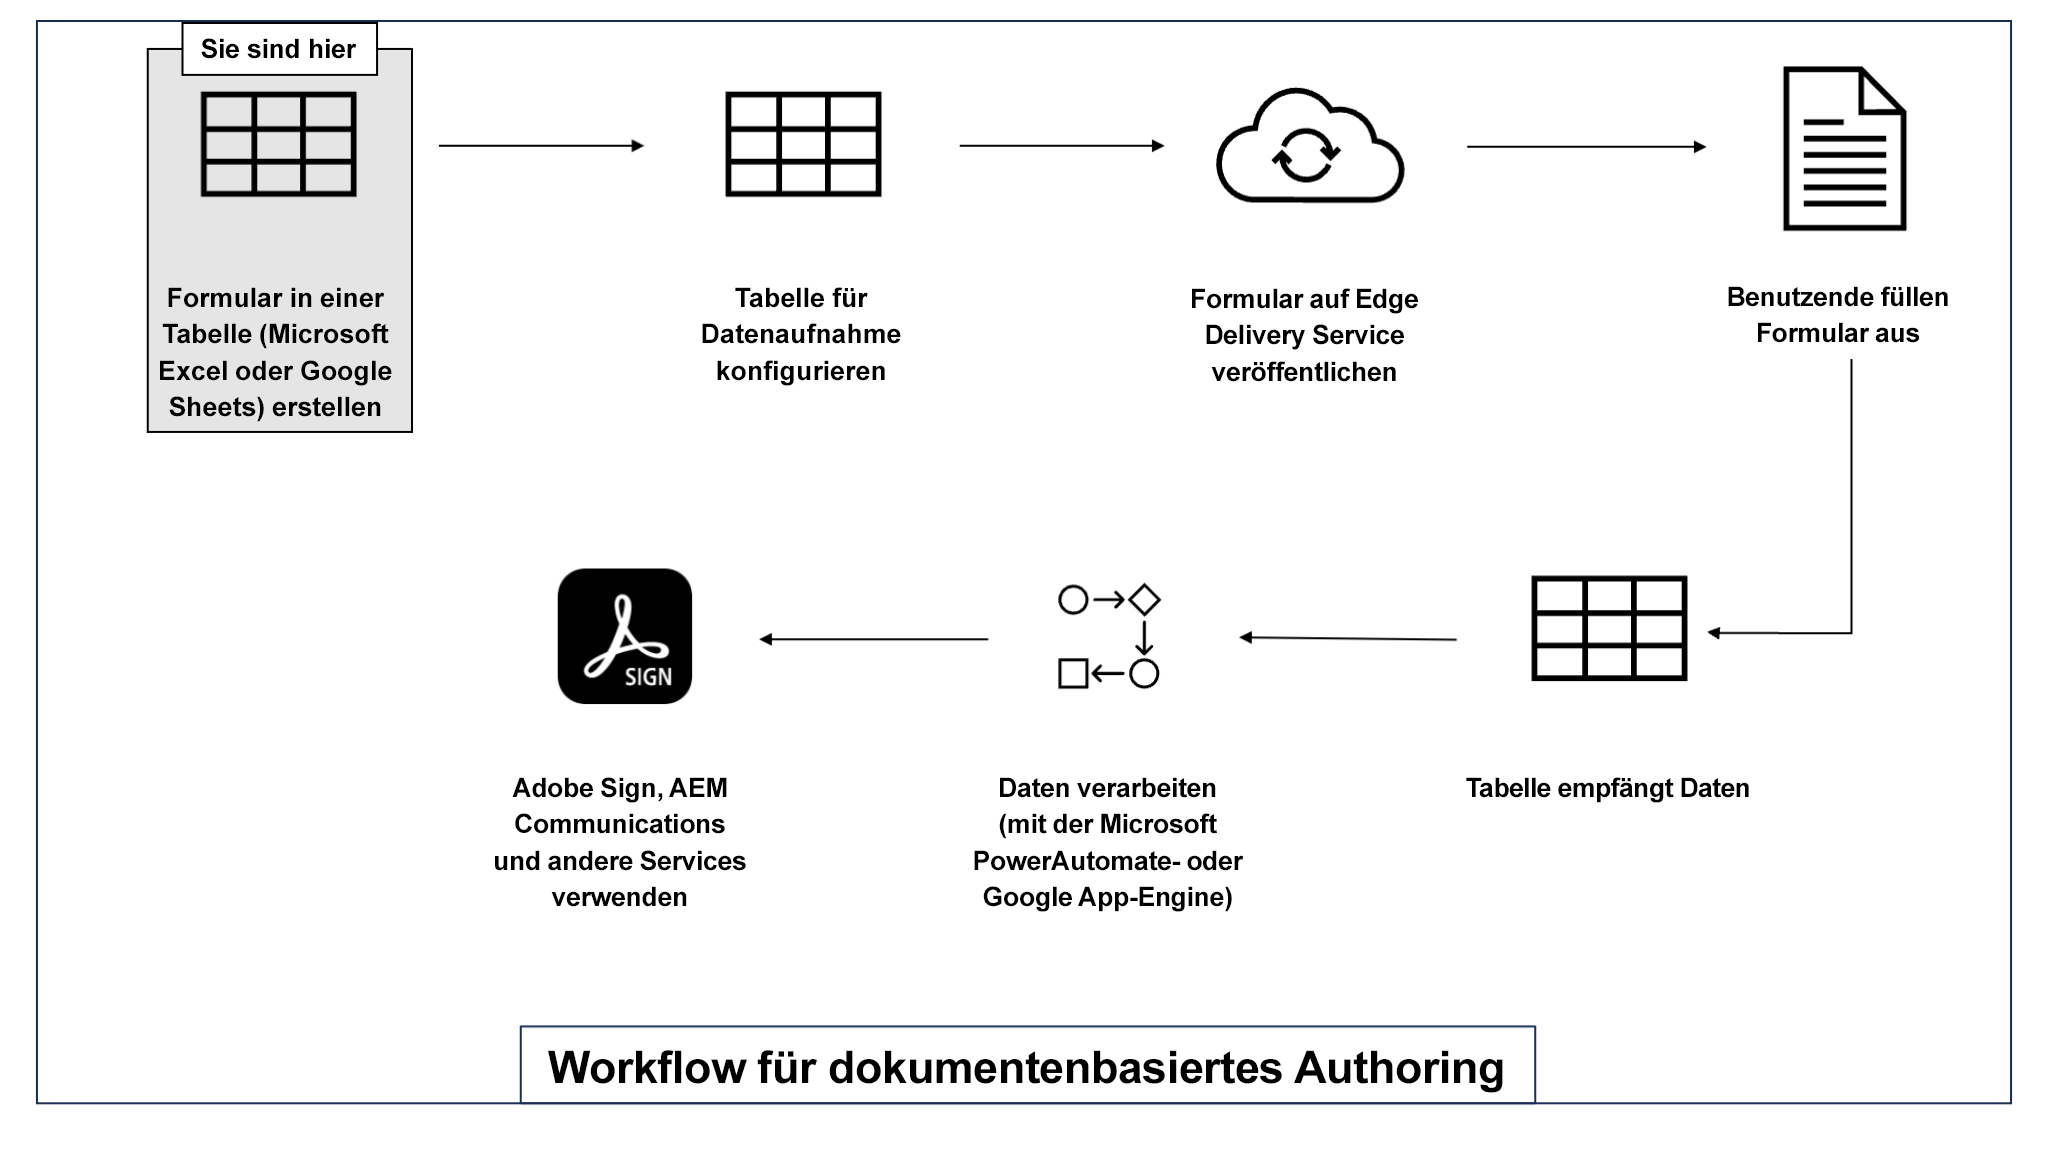 Sie sind hier
Formular in einer
Tabelle (Microsoft
Excel oder Google
Sheets) erstellen
Tabelle für
Datenaufnahme
konfigurieren
Formular auf Edge
Delivery Service
veröffentlichen
Benutzende füllen
Formular aus
SIGN
Adobe Sign, AEM
Communications
und andere Services
verwenden
Daten verarbeiten
(mit der Microsoft
PowerAutomate- oder
Google App-Engine)
Tabelle empfängt Daten
Workflow für dokumentenbasiertes Authoring